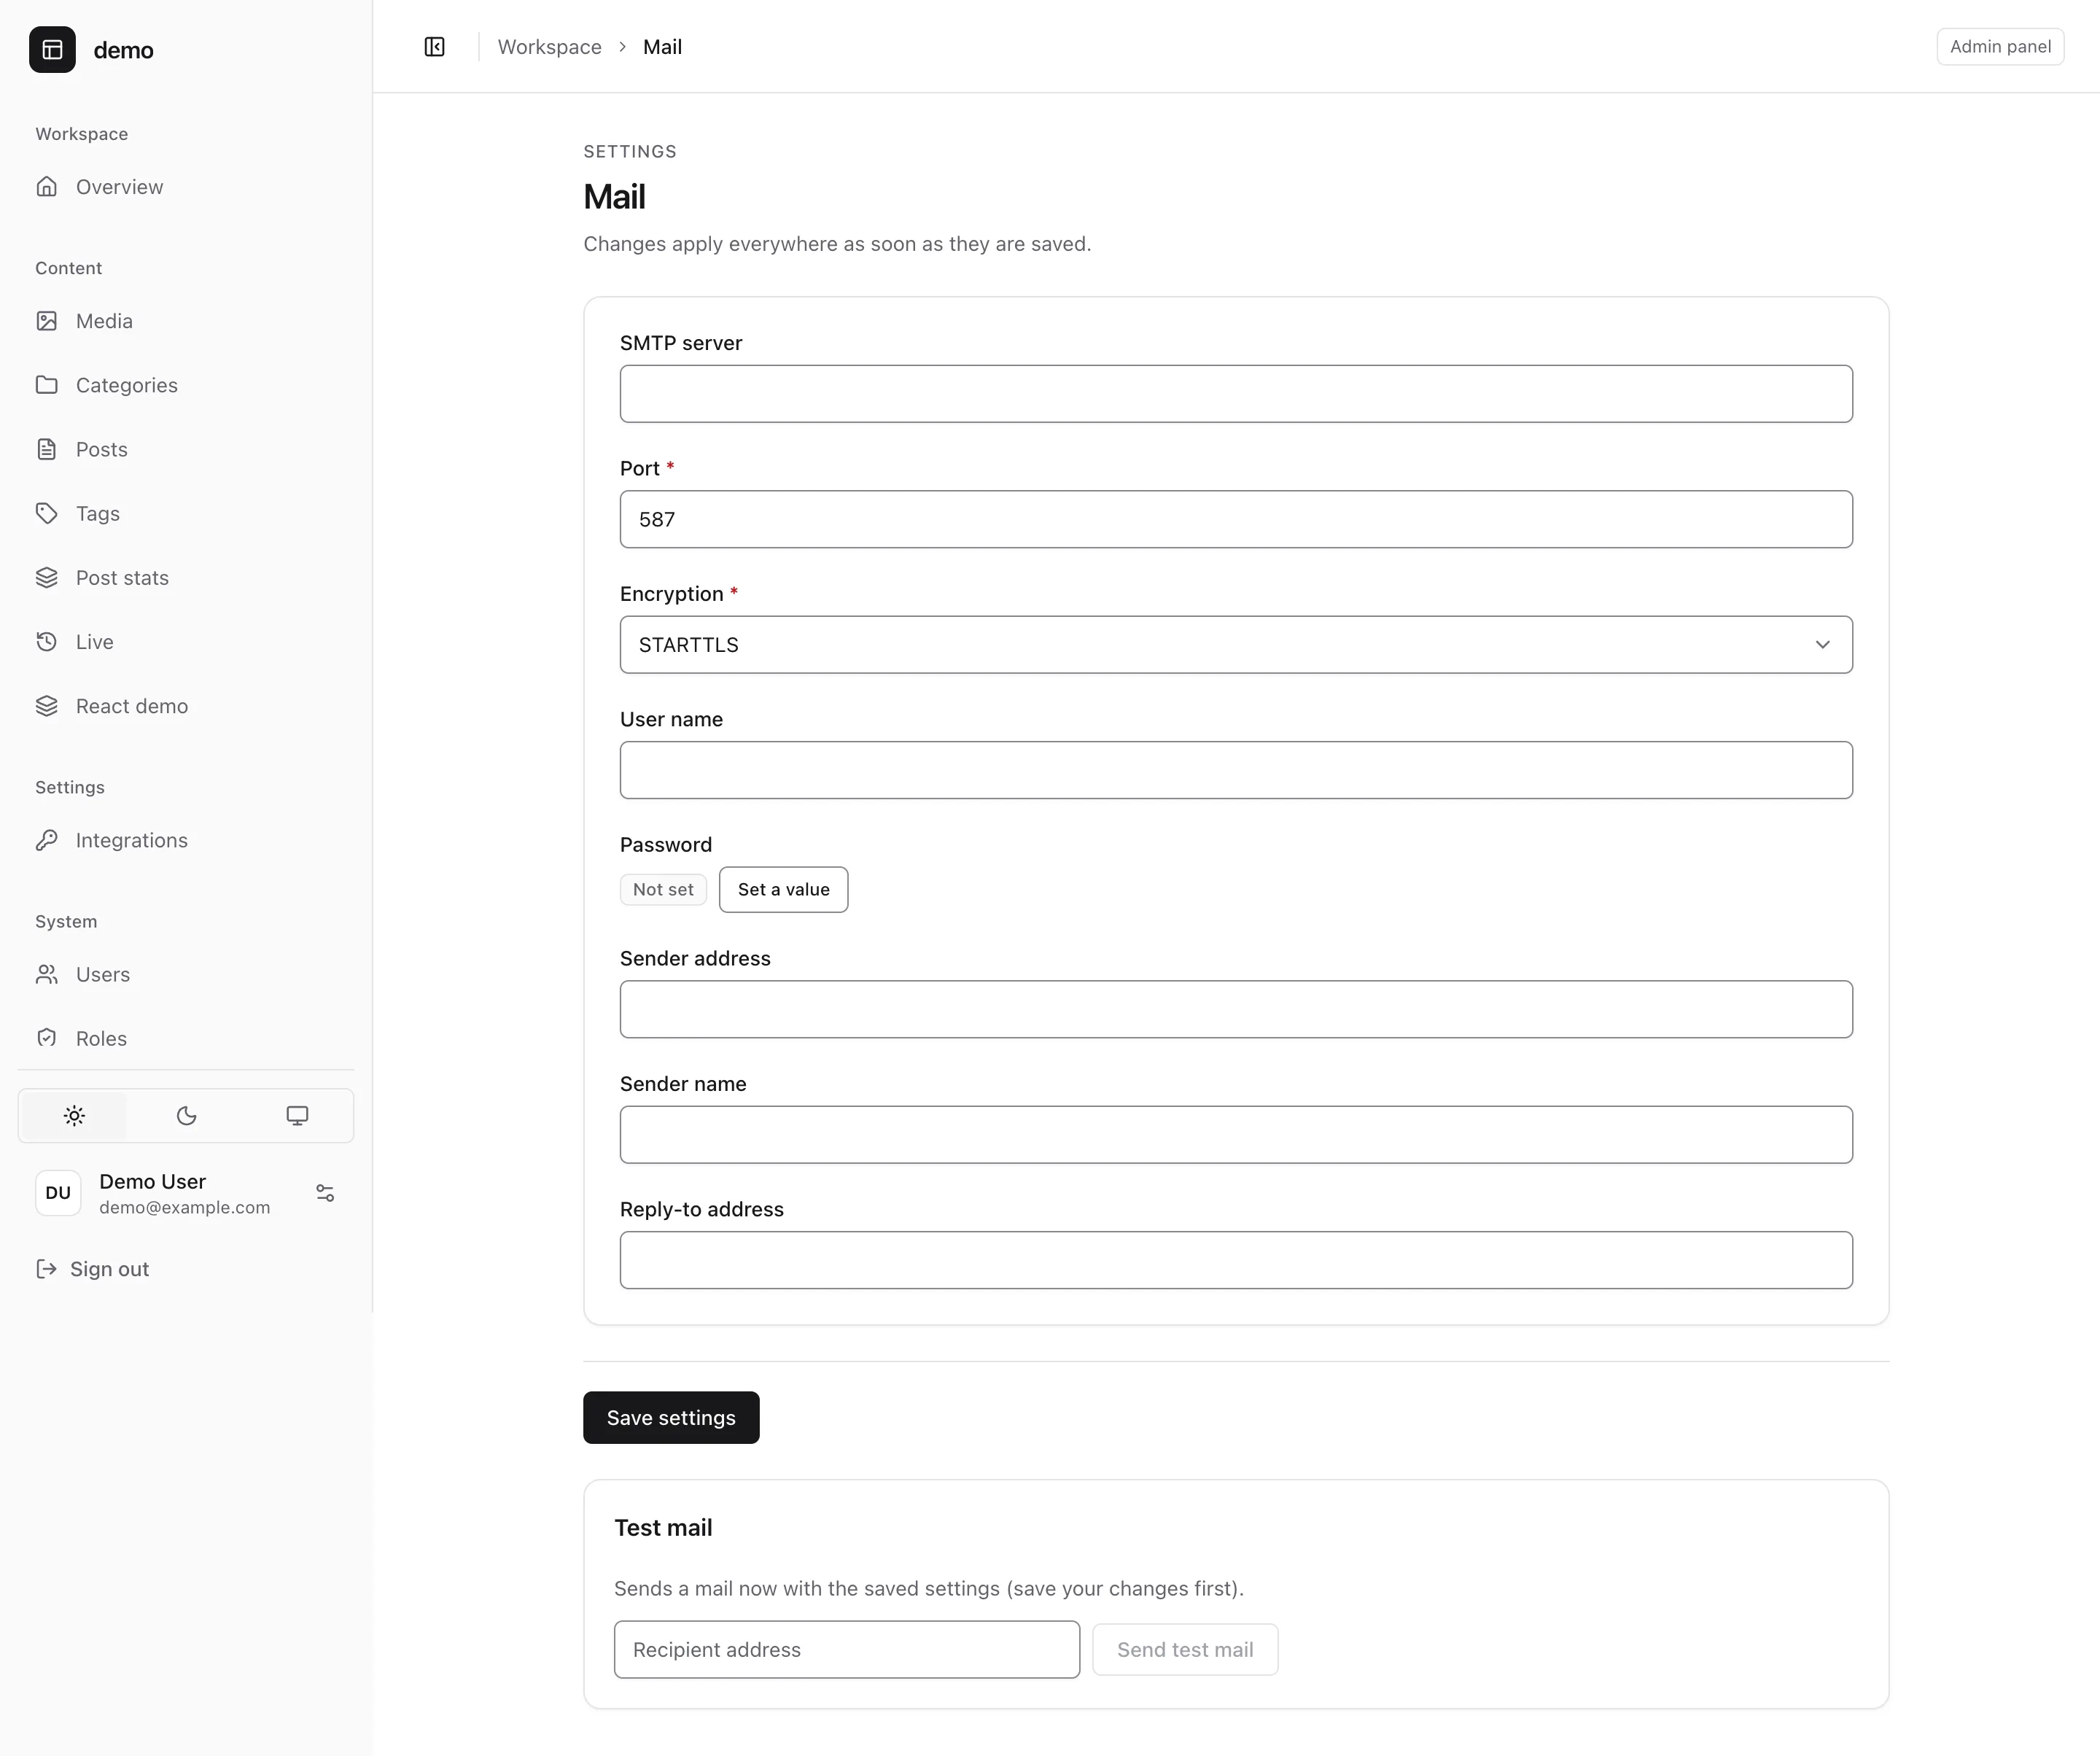 demo
Workspace
Overview
Content
Media
Categories
Posts
Tags
Post stats
Live
React demo
Settings
Integrations
System
Users
Roles
DU
Demo User
demo@example.com
Sign out
Workspace > Mail
Admin panel
SETTINGS
Mail
Changes apply everywhere as soon as they are saved.
SMTP server
Port *
587
Encryption *
STARTTLS
User name
Password
Not set
Set a value
Sender address
Sender name
Reply-to address
Save settings
Test mail
Sends a mail now with the saved settings (save your changes first).
Recipient address
Send test mail